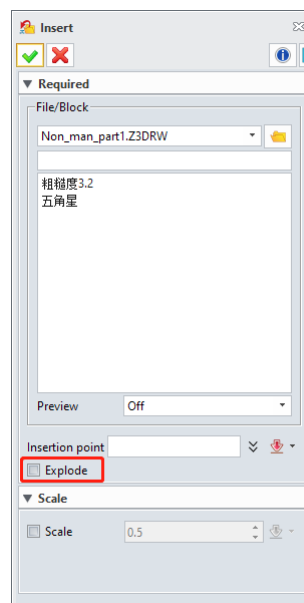 Insert
Required
File/Block
Non_man_part1.Z3DRW
粗糙度3.2
五角星
Preview Off
Insertion point
Explode
Scale
Scale 0.5